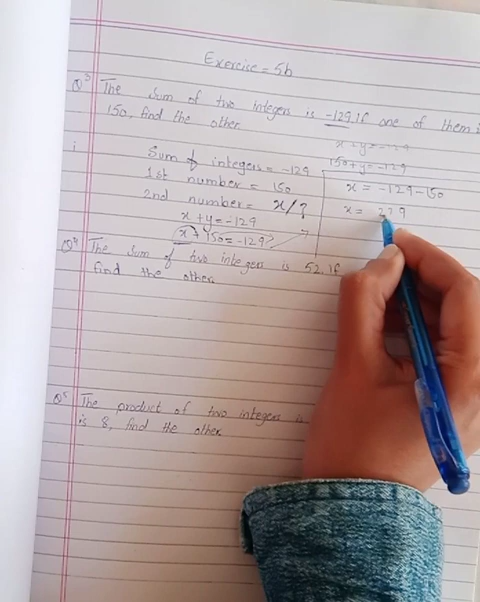 Exercise = 5b
Q3 The sum of two integers is -129. If one of them is
150, find the other.
i
Sum of integers = -129
1st number = 150
2nd number = x/?
x + y = -129
x + 150 = -129?
x + y = -129
150 + y = -129
x = -129-150
x = 279
Q4 The sum of two integers is 52. If
find the other.
Q5 The product of two integers is
is 8, find the other.